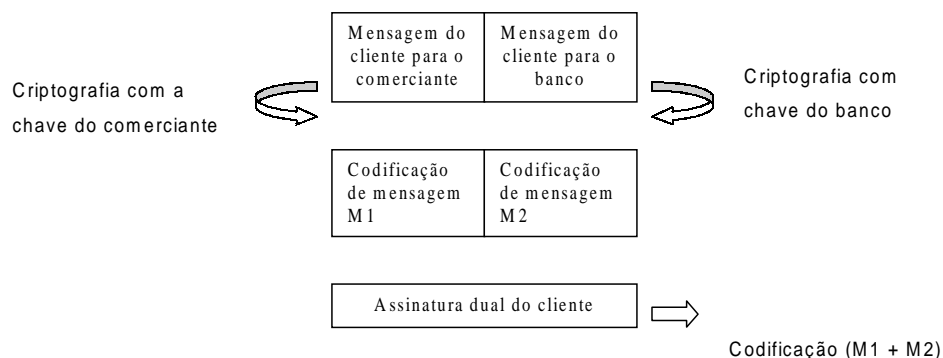 Mensagem do
cliente para o
comerciante
Mensagem do
cliente para o
banco
Criptografia com a
chave do comerciante
Criptografia com
chave do banco
Codificação
de mensagem
M1
Codificação
de mensagem
M2
Assinatura dual do cliente
Codificação (M1 + M2)